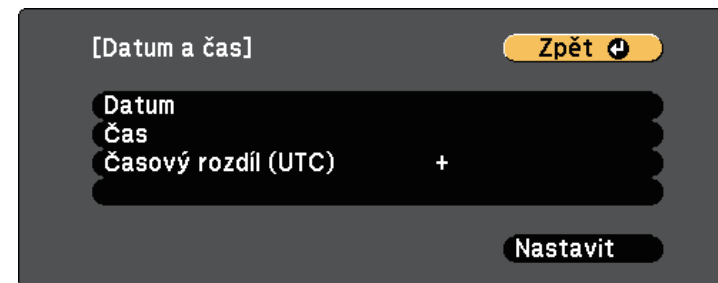 [Datum a čas] Zpět
Datum
Čas
Časový rozdíl (UTC) +
Nastavit